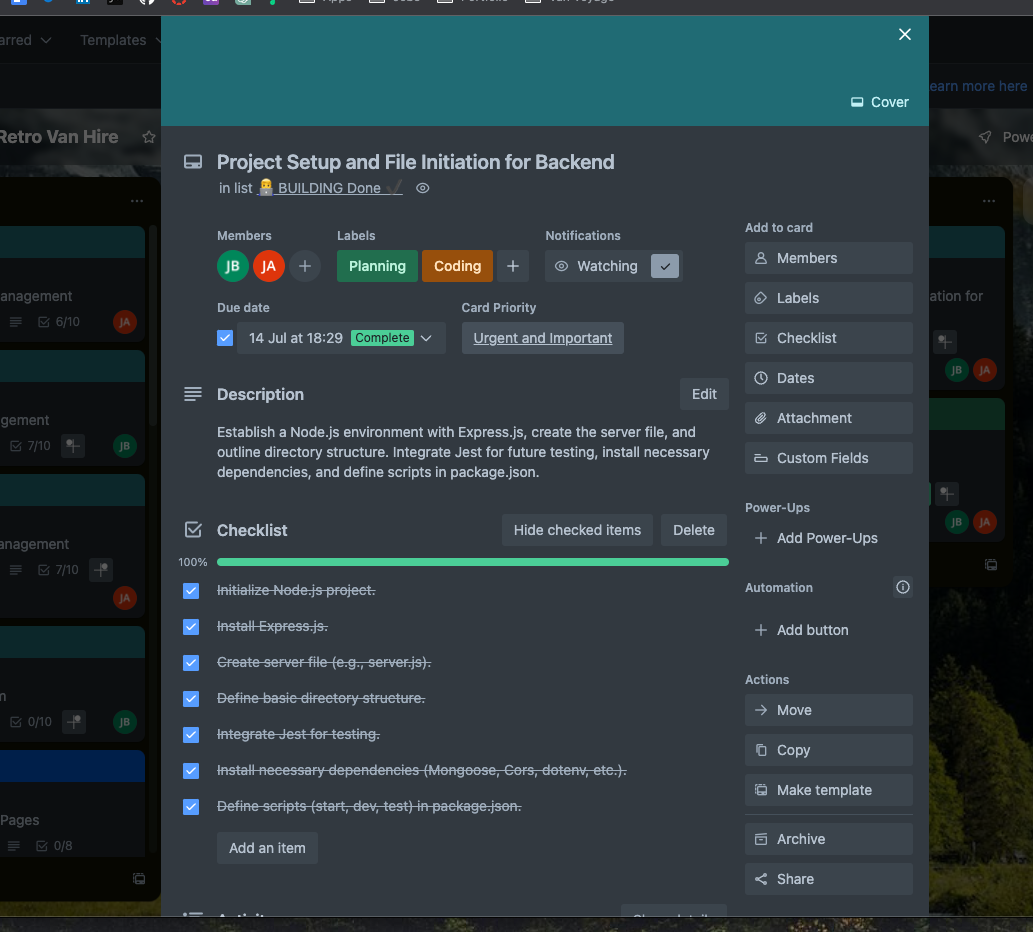 Apps
Jobs
Portfolio
Van Voyage
arred
Templates
earn more here
Retro Van Hire
Powe
Cover
Project Setup and File Initiation for Backend
in list BUILDING Done
Members
Labels
Notifications
JB
JA
Planning
Coding
Watching
Due date
Card Priority
14 Jul at 18:29
Complete
Urgent and Important
Description
Edit
Establish a Node.js environment with Express.js, create the server file, and
outline directory structure. Integrate Jest for future testing, install necessary
dependencies, and define scripts in package.json.
Checklist
Hide checked items
Delete
100%
Initialize Node.js project.
Install Express.js.
Create server file (e.g., server.js).
Define basic directory structure.
Integrate Jest for testing.
Install necessary dependencies (Mongoose, Cors, dotenv, etc.).
Define scripts (start, dev, test) in package.json.
Add an item
Add to card
Members
Labels
Checklist
Dates
Attachment
Custom Fields
Power-Ups
Add Power-Ups
Automation
Add button
Actions
Move
Copy
Make template
Archive
Share
anagement
6/10
JA
gement
7/10
JB
anagement
7/10
JA
m
0/10
JB
Pages
0/8
ation for
JB
JA
JB
JA